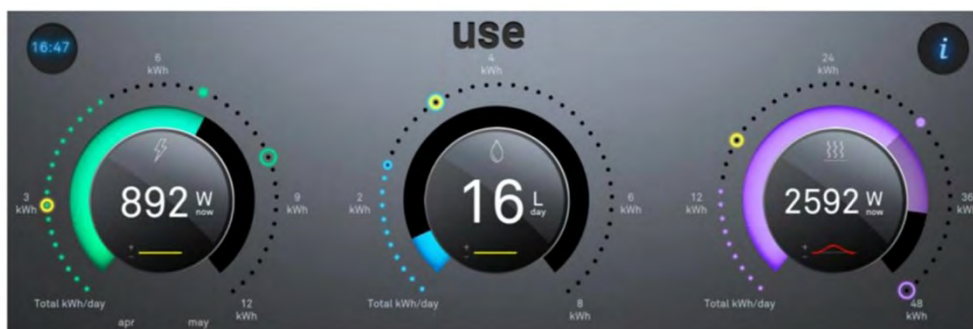 use
16:47
i
6
kWh
3
kWh
9
kWh
12
kWh
892 W
now
+
-
Total kWh/day
apr
may
4
kWh
2
kWh
6
kWh
8
kWh
16 L
day
+
-
Total kWh/day
24
kWh
12
kWh
36
kWh
48
kWh
2592 W
now
+
-
Total kWh/day